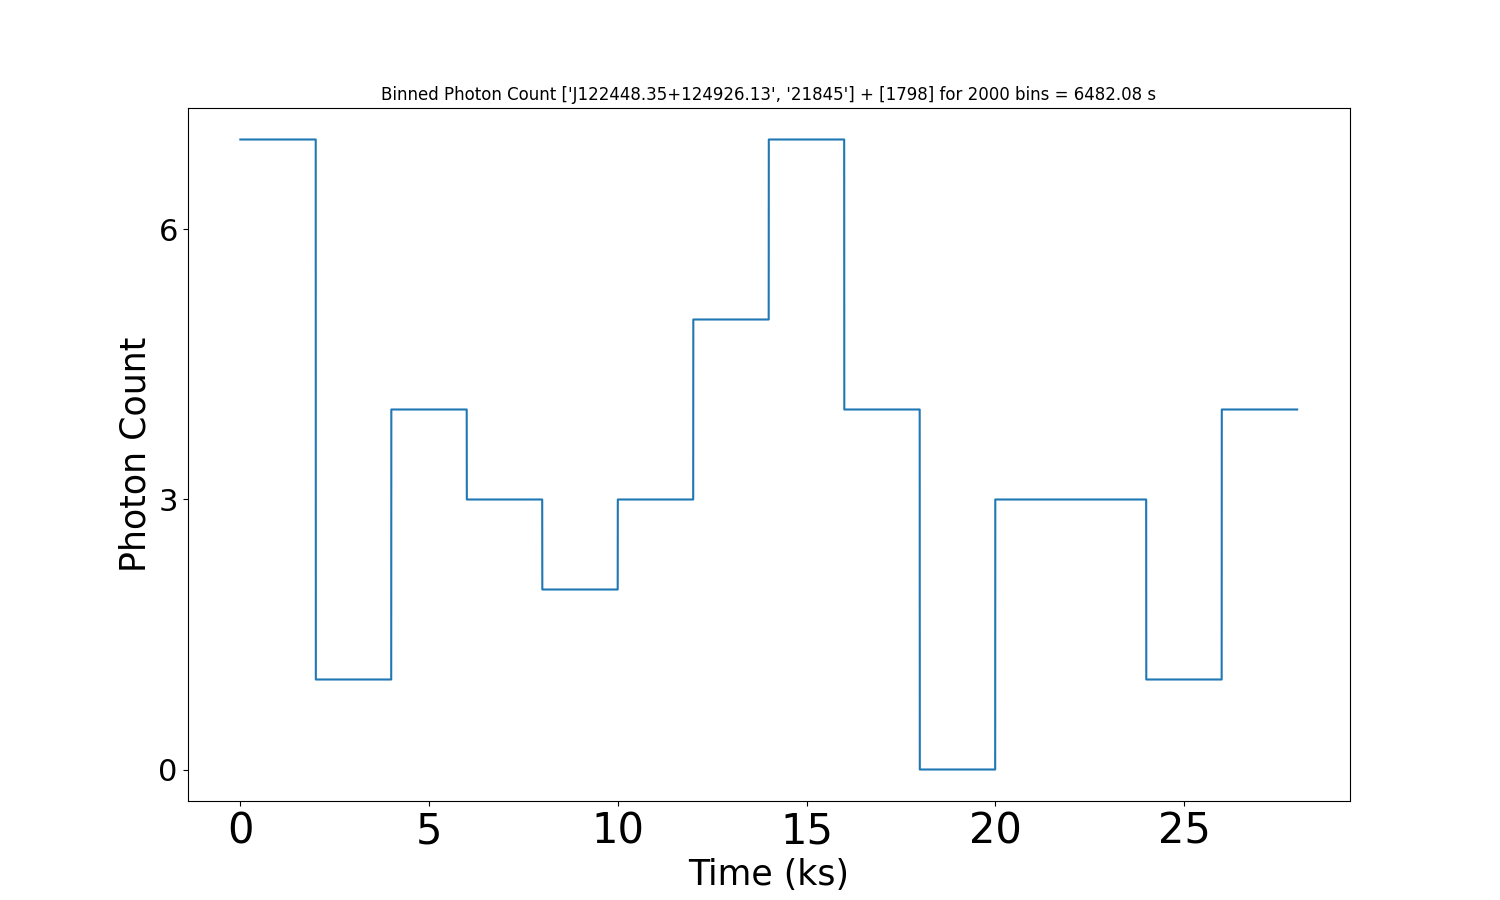 Binned Photon Count ['J122448.35+124926.13', '21845'] + [1798] for 2000 bins = 6482.08 s
6
3
0
Photon Count
0 5 10 15 20 25
Time (ks)